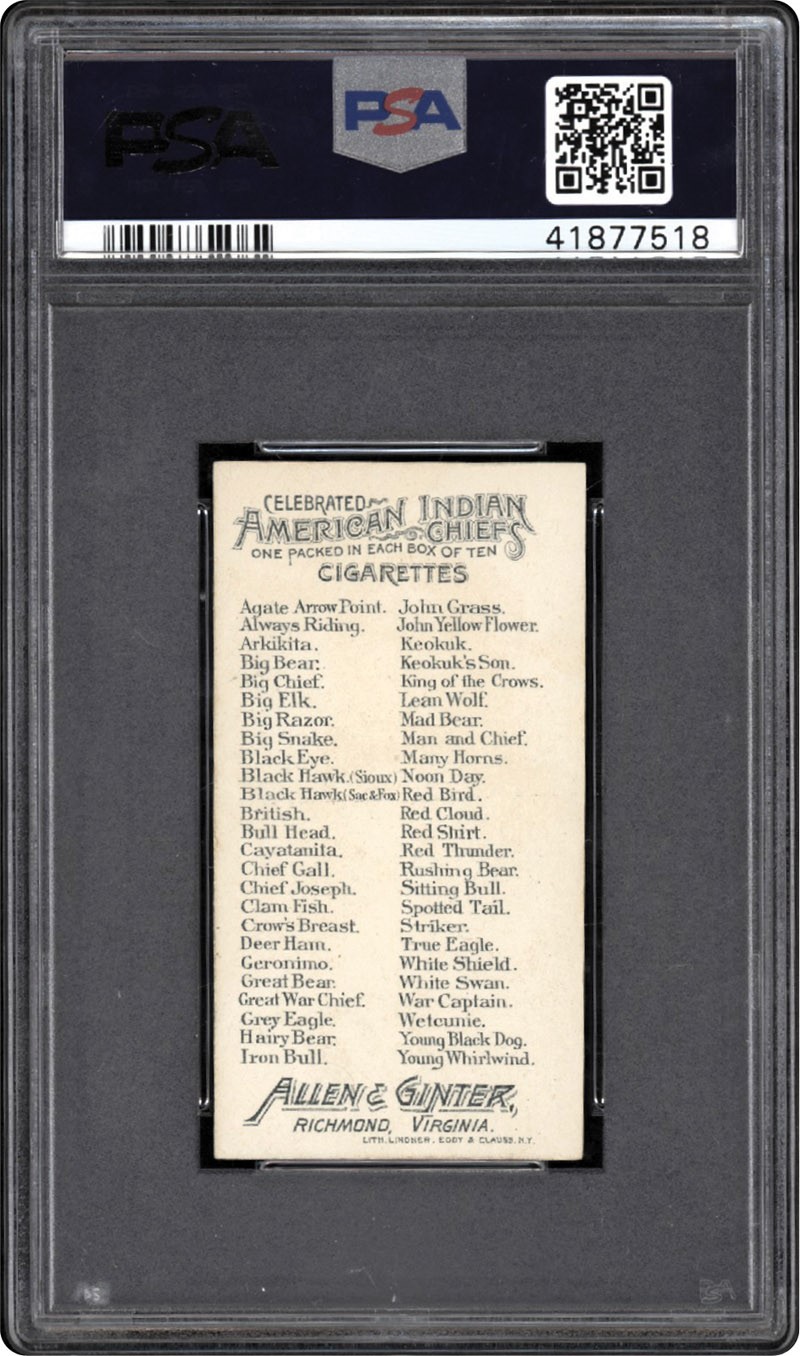 PSA
PSA
41877518
CELEBRATED
AMERICAN INDIAN CHIEFS
ONE PACKED IN EACH BOX OF TEN
CIGARETTES
Agate Arrow Point. John Grass.
Always Riding. John Yellow Flower.
Arkikita. Keokuk.
Big Bear. Keokuk's Son.
Big Chief. King of the Crows.
Big Elk. Lean Wolf.
Big Razor. Mad Bear.
Big Snake. Man and Chief.
Black Eye. Many Horns.
Black Hawk.(Sioux) Noon Day.
Black Hawk(Sac&Fox) Red Bird.
British. Red Cloud.
Bull Head. Red Shirt.
Cayatanita. Red Thunder.
Chief Gall. Rushing Bear.
Chief Joseph. Sitting Bull.
Clam Fish. Spotted Tail.
Crow's Breast. Striker.
Deer Ham. True Eagle.
Geronimo. White Shield.
Great Bear. White Swan.
Great War Chief. War Captain.
Grey Eagle. Wetcunie.
Hairy Bear. Young Black Dog.
Iron Bull. Young Whirlwind.
ALLEN & GINTER,
RICHMOND, VIRGINIA.
LITH. LINDNER, EDDY & CLAUSS. N.Y.
PSA